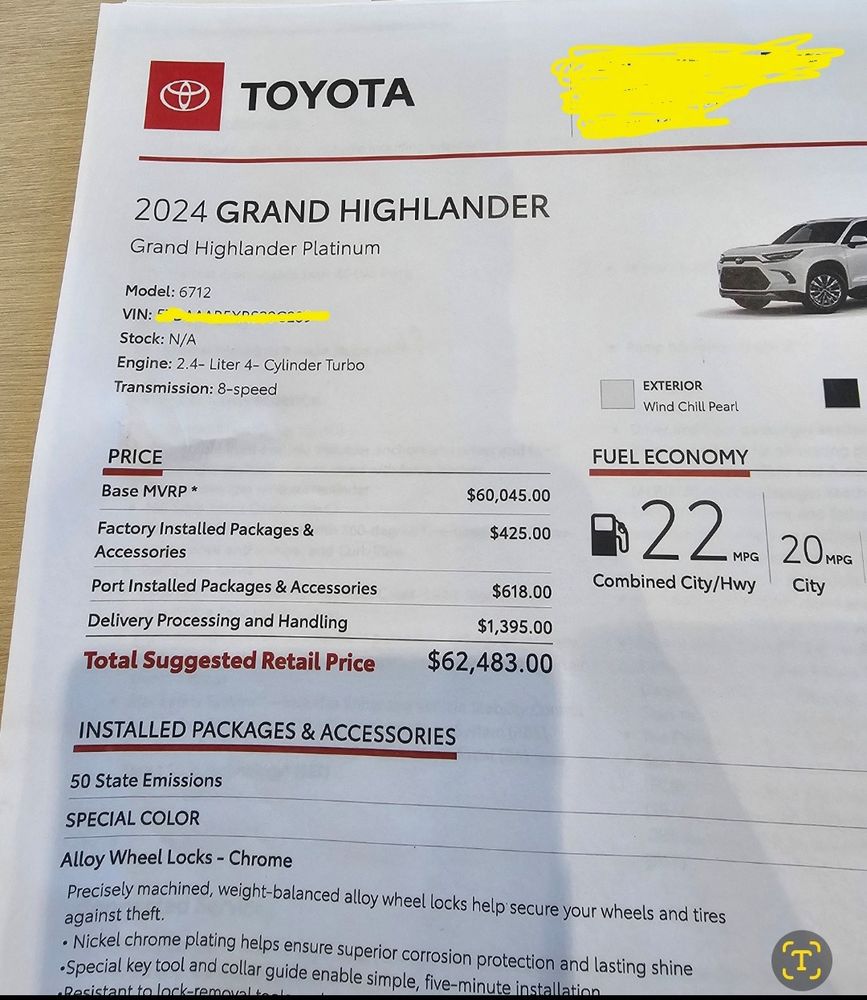 TOYOTA
2024 GRAND HIGHLANDER
Grand Highlander Platinum
Model: 6712
VIN:
Stock: N/A
Engine: 2.4- Liter 4- Cylinder Turbo
Transmission: 8-speed
EXTERIOR
Wind Chill Pearl
PRICE
Base MVRP * $60,045.00
Factory Installed Packages & $425.00
Accessories
Port Installed Packages & Accessories $618.00
Delivery Processing and Handling $1,395.00
Total Suggested Retail Price $62,483.00
FUEL ECONOMY
22 MPG 20 MPG
Combined City/Hwy City
INSTALLED PACKAGES & ACCESSORIES
50 State Emissions
SPECIAL COLOR
Alloy Wheel Locks - Chrome
Precisely machined, weight-balanced alloy wheel locks help secure your wheels and tires
against theft.
• Nickel chrome plating helps ensure superior corrosion protection and lasting shine
•Special key tool and collar guide enable simple, five-minute installation
•Resistant to lock-removal tools
T